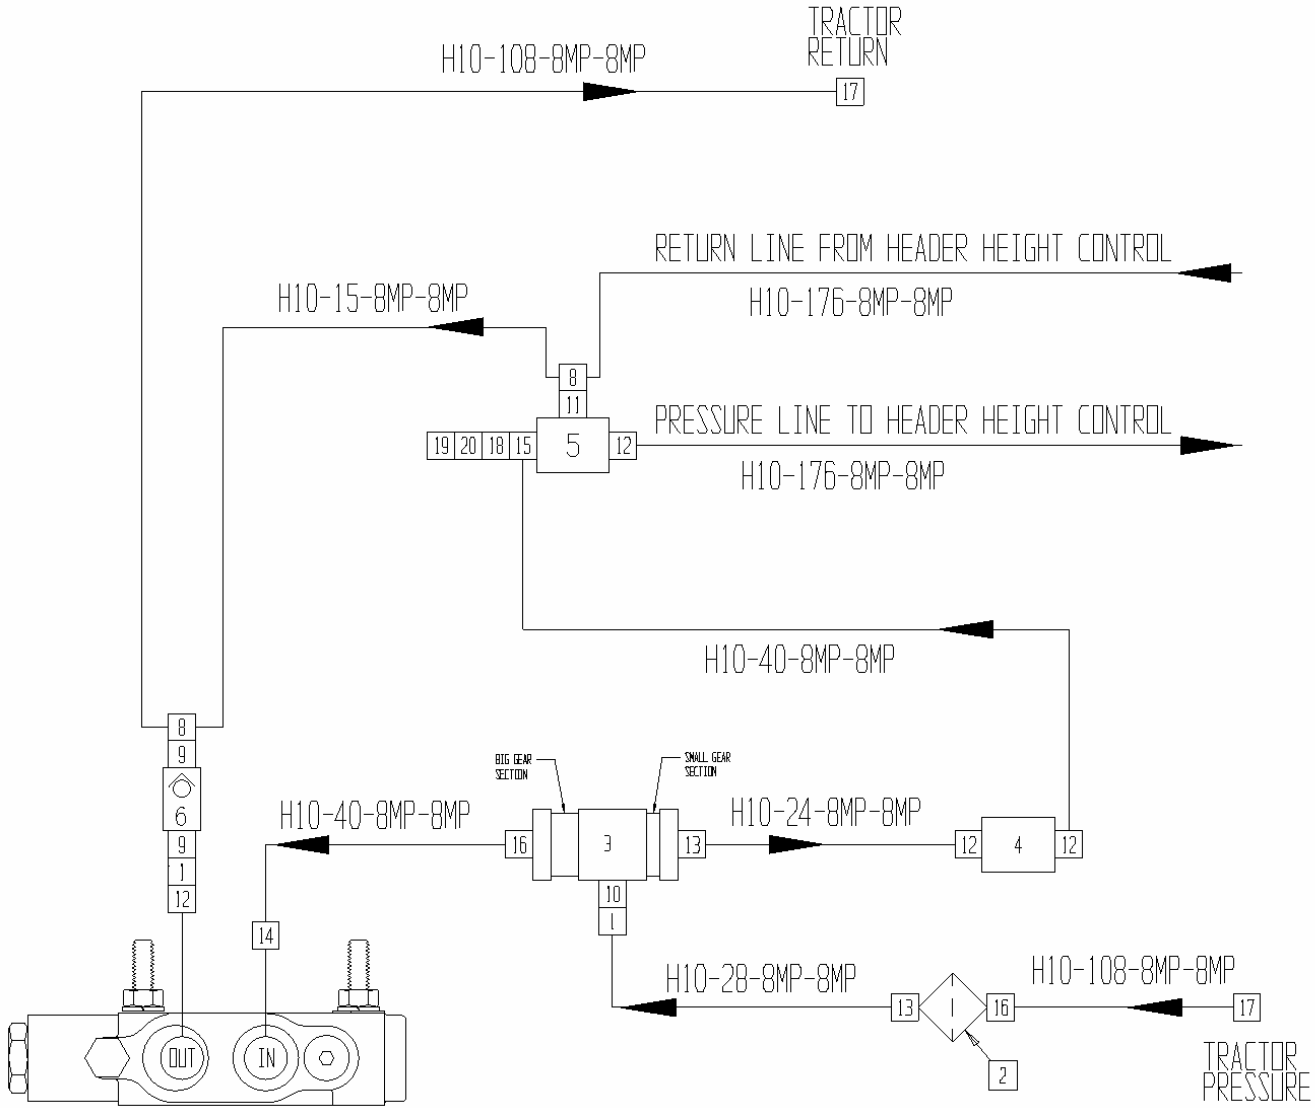 TRACTOR
RETURN
H10-108-8MP-8MP
17
RETURN LINE FROM HEADER HEIGHT CONTROL
H10-15-8MP-8MP
H10-176-8MP-8MP
8
11
PRESSURE LINE TO HEADER HEIGHT CONTROL
19 20 18 15 5 12
H10-176-8MP-8MP
H10-40-8MP-8MP
8
9
6
9
1
12
BIG GEAR
SECTION
SMALL GEAR
SECTION
H10-40-8MP-8MP
H10-24-8MP-8MP
16 3 13 12 4 12
10
1
14
H10-28-8MP-8MP
H10-108-8MP-8MP
13 16 17
2
OUT IN
TRACTOR
PRESSURE